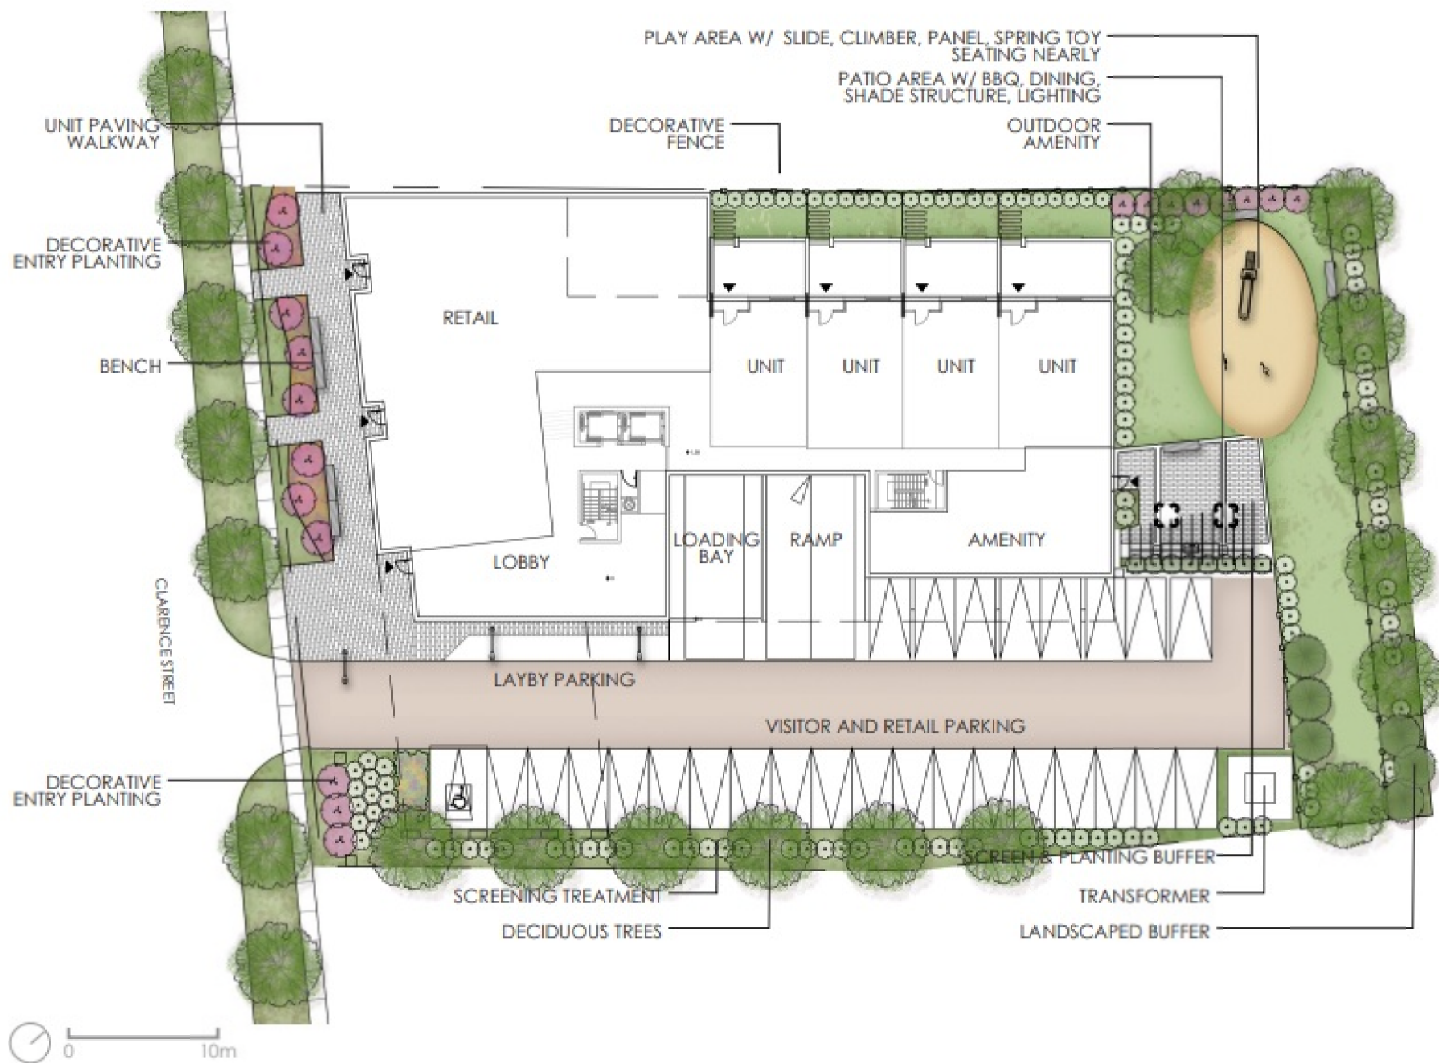 PLAY AREA W/ SLIDE, CLIMBER, PANEL, SPRING TOY
SEATING NEARLY
PATIO AREA W/ BBQ, DINING,
SHADE STRUCTURE, LIGHTING
UNIT PAVING
WALKWAY
DECORATIVE
FENCE
OUTDOOR
AMENITY
DECORATIVE
ENTRY PLANTING
RETAIL
BENCH
UNIT
UNIT
UNIT
UNIT
LOADING
BAY
RAMP
AMENITY
LOBBY
CLARENCE STREET
LAYBY PARKING
VISITOR AND RETAIL PARKING
DECORATIVE
ENTRY PLANTING
SCREEN & PLANTING BUFFER
SCREENING TREATMENT
TRANSFORMER
DECIDUOUS TREES
LANDSCAPED BUFFER
0
10m